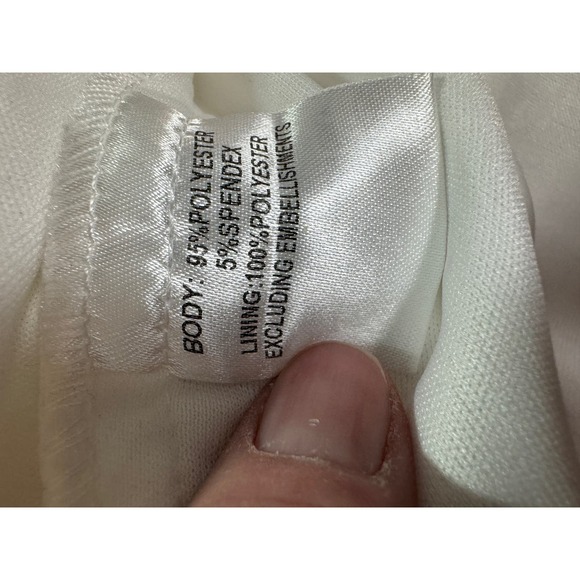 BODY: 95%POLYESTER
5%SPENDEX
LINING:100%POLYESTER
EXCLUDING EMBELLISHMENTS